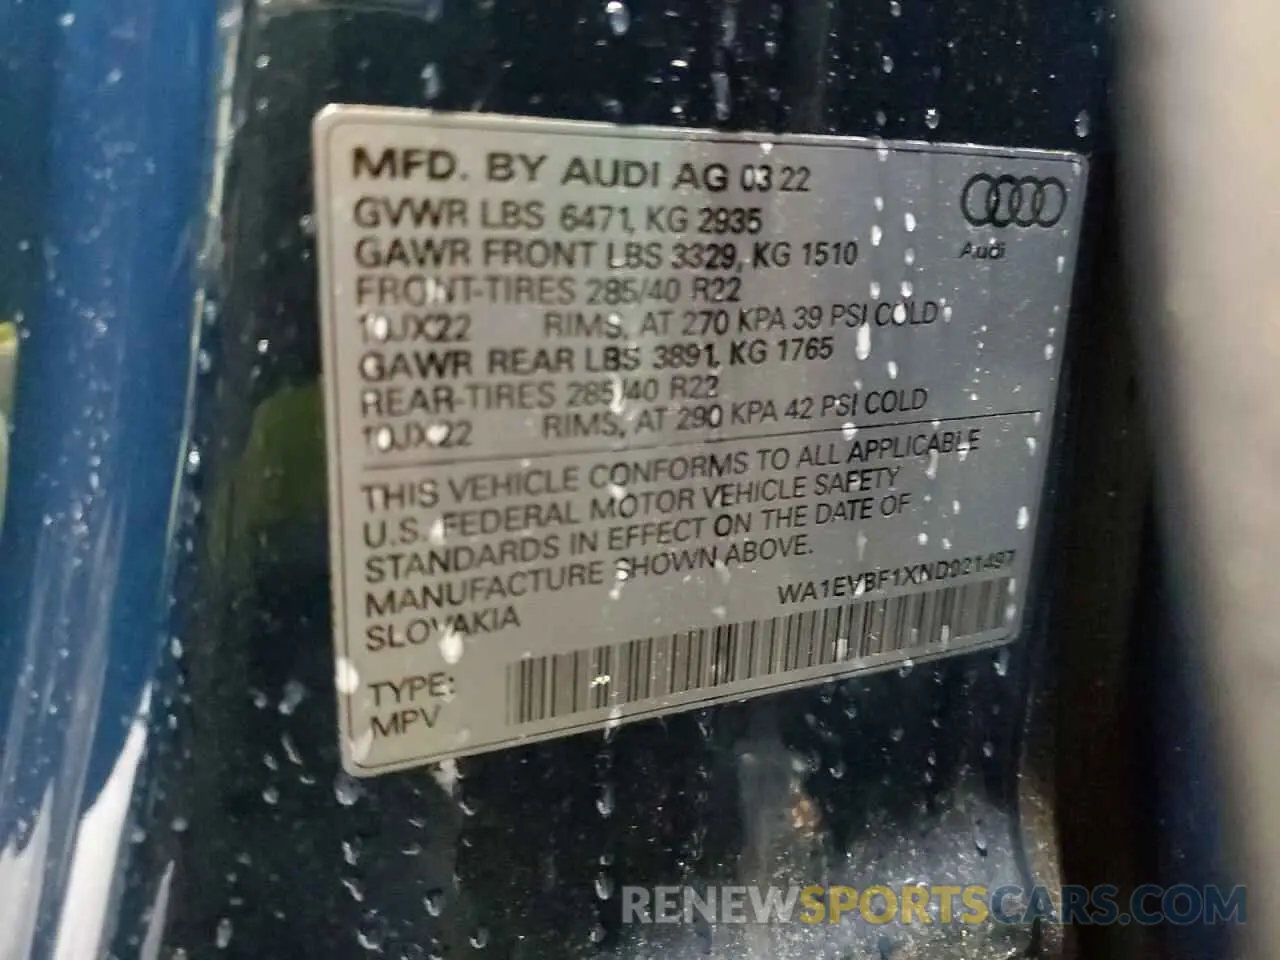 MFD. BY AUDI AG 03 22
GVWR LBS 6471, KG 2935
GAWR FRONT LBS 3329, KG 1510
FRONT-TIRES 285/40 R22
10JX22 RIMS, AT 270 KPA 39 PSI COLD
GAWR REAR LBS 3891, KG 1765
REAR-TIRES 285/40 R22
10JX22 RIMS, AT 290 KPA 42 PSI COLD
Audi
THIS VEHICLE CONFORMS TO ALL APPLICABLE
U.S. FEDERAL MOTOR VEHICLE SAFETY
STANDARDS IN EFFECT ON THE DATE OF
MANUFACTURE SHOWN ABOVE.
SLOVAKIA
WA1EVBF1XND021497
TYPE:
MPV
RENEWSPORTSCARS.COM